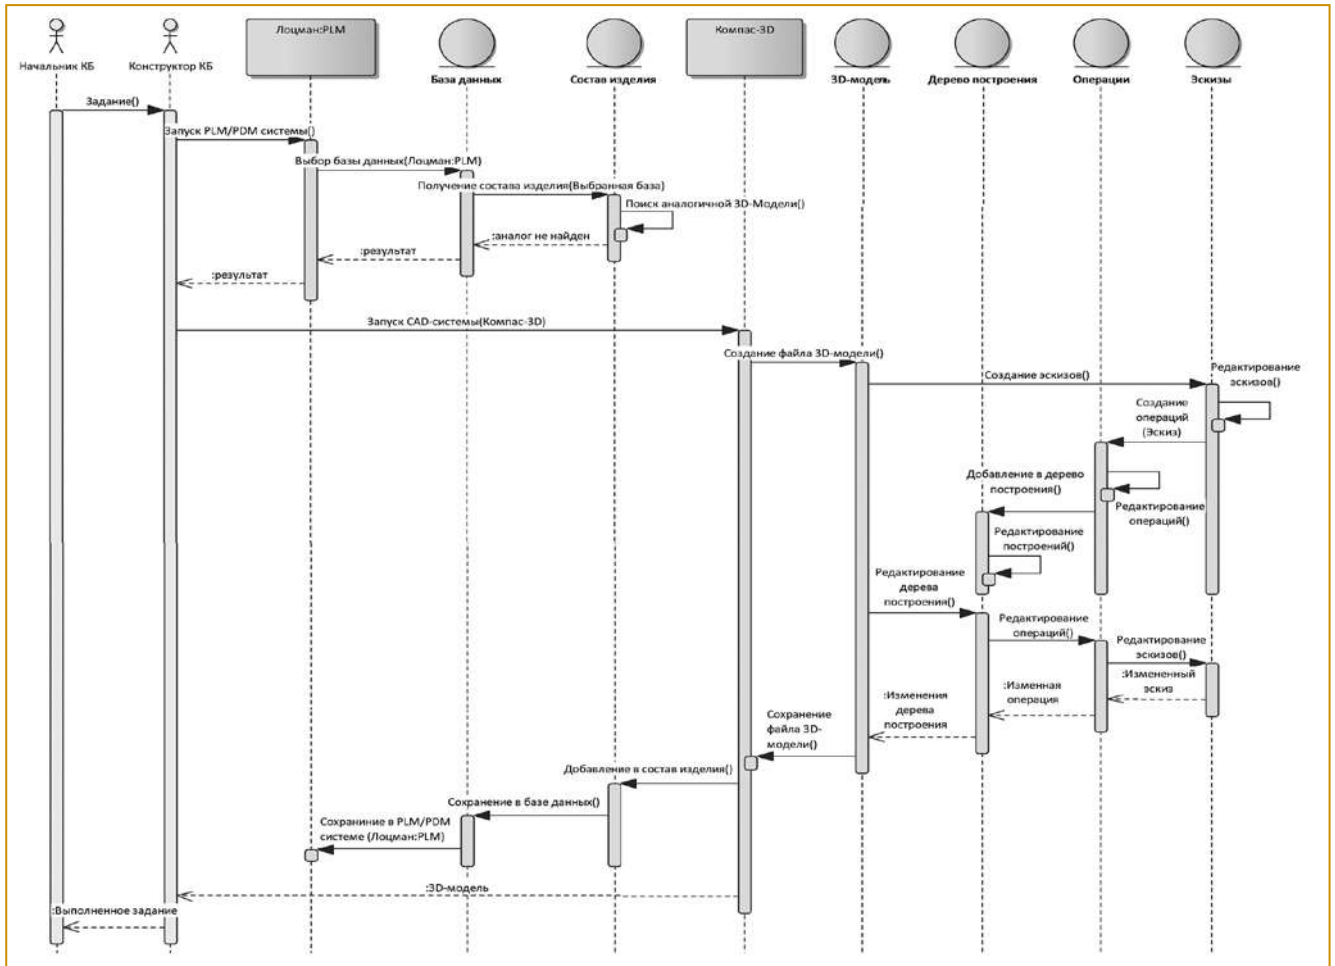 Лоцман:PLM
Компас-3D
Начальник КБ
Конструктор КБ
База данных
Состав изделия
3D-модель
Дерево построения
Операции
Эскизы
Задание()
Запуск PLM/PDM системы()
Выбор базы данных(Лоцман:PLM)
Получение состава изделия(Выбранная база)
Поиск аналогичной 3D-Модели()
:аналог не найден
:результат
:результат
Запуск CAD-системы(Компас-3D)
Создание файла 3D-модели()
Создание эскизов()
Редактирование
эскизов()
Создание
операций
(Эскиз)
Добавление в дерево
построения()
Редактирование
операций()
Редактирование
построений()
Редактирование
дерева
построения()
Редактирование
операций()
Редактирование
эскизов()
:Измененный
эскиз
:Изменная
операция
:Изменения
дерева
построения
Сохранение
файла 3D-
модели()
Добавление в состав изделия()
Сохранение в базе данных()
Сохраниние в PLM/PDM
системе (Лоцман:PLM)
:3D-модель
:Выполненное задание